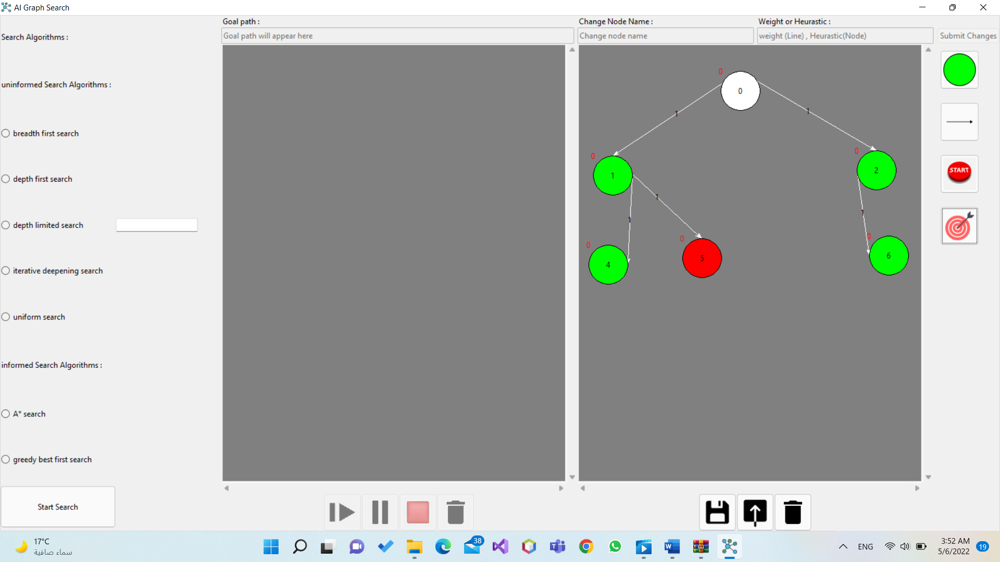 AI Graph Search
Search Algorithms :
uninformed Search Algorithms :
breadth first search
depth first search
depth limited search
iterative deepening search
uniform search
informed Search Algorithms :
A* search
greedy best first search
Start Search
Goal path :
Goal path will appear here
Change Node Name :
Change node name
Weight or Heurastic :
weight (Line) , Heurastic(Node)
Submit Changes
0
0
1
1
0
1
0
2
1
1
1
0
4
0
5
0
6
START
17°C
سماء صافية
38
ENG
3:52 AM
5/6/2022
19